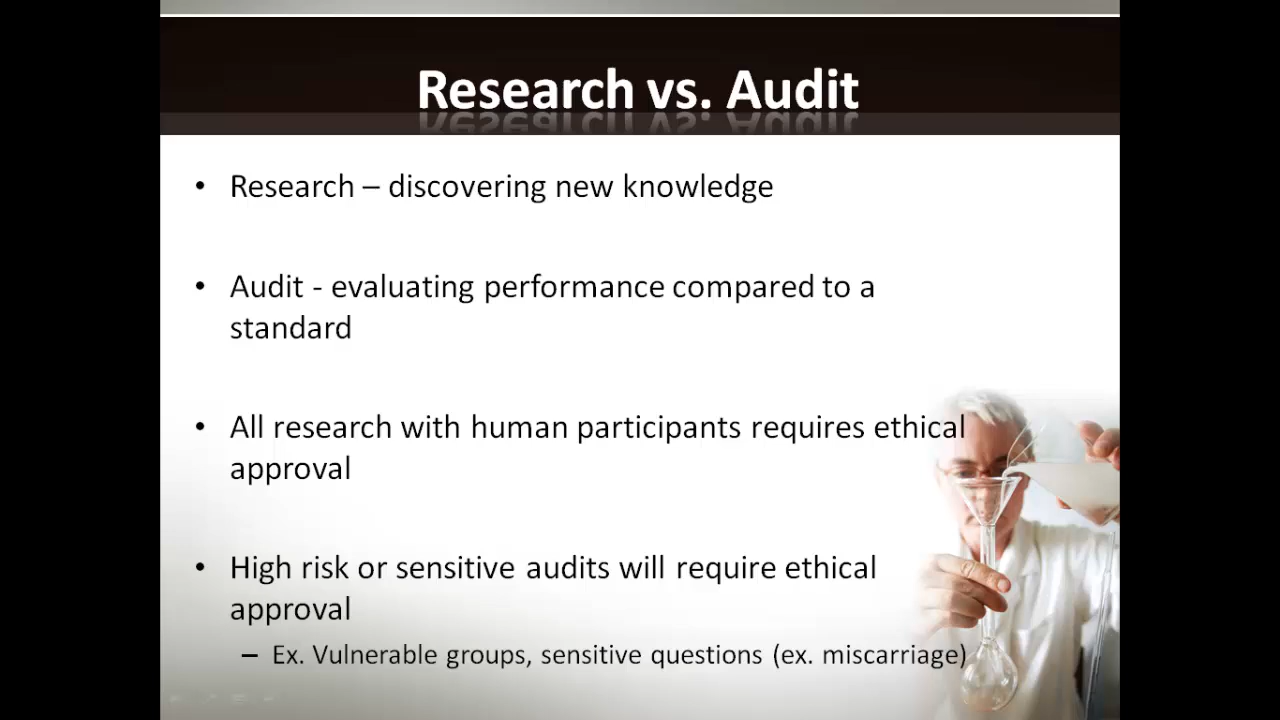 Research vs. Audit
• Research – discovering new knowledge
• Audit - evaluating performance compared to a
standard
• All research with human participants requires ethical
approval
• High risk or sensitive audits will require ethical
approval
– Ex. Vulnerable groups, sensitive questions (ex. miscarriage)